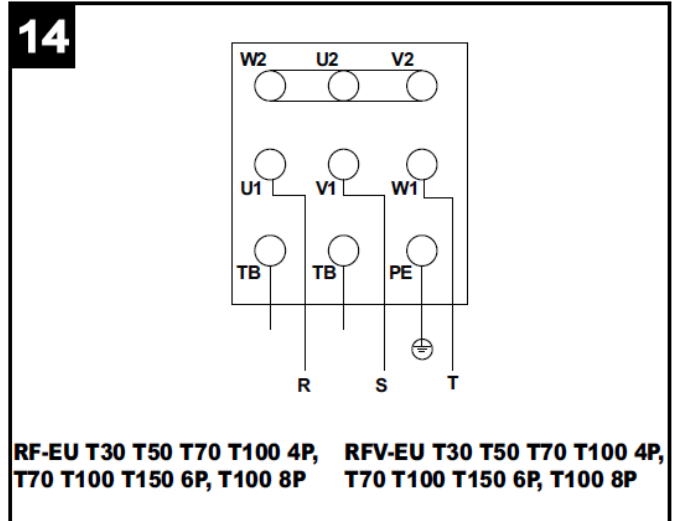 14
W2 U2 V2
U1 V1 W1
TB TB PE
R S T
RF-EU T30 T50 T70 T100 4P,
T70 T100 T150 6P, T100 8P
RFV-EU T30 T50 T70 T100 4P,
T70 T100 T150 6P, T100 8P